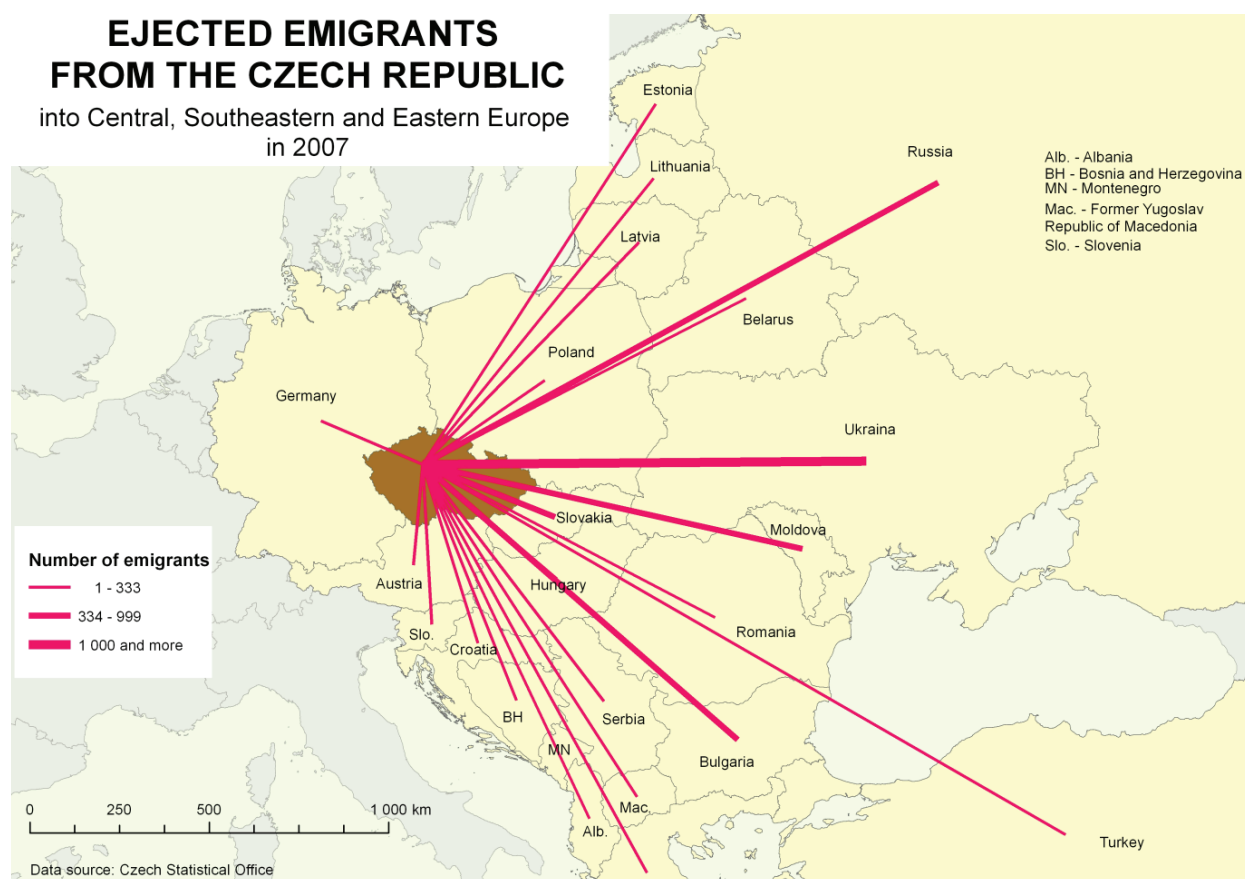 EJECTED EMIGRANTS
FROM THE CZECH REPUBLIC
into Central, Southeastern and Eastern Europe
in 2007
Estonia
Russia
Lithuania
Alb. - Albania
BH - Bosnia and Herzegovina
MN - Montenegro
Mac. - Former Yugoslav
Republic of Macedonia
Slo. - Slovenia
Latvia
Belarus
Poland
Germany
Ukraina
Slovakia
Moldova
Austria
Hungary
Romania
Slo.
Croatia
BH
Serbia
MN
Bulgaria
Mac.
Alb.
Turkey
Number of emigrants
1 - 333
334 - 999
1 000 and more
0 250 500 1 000 km
Data source: Czech Statistical Office